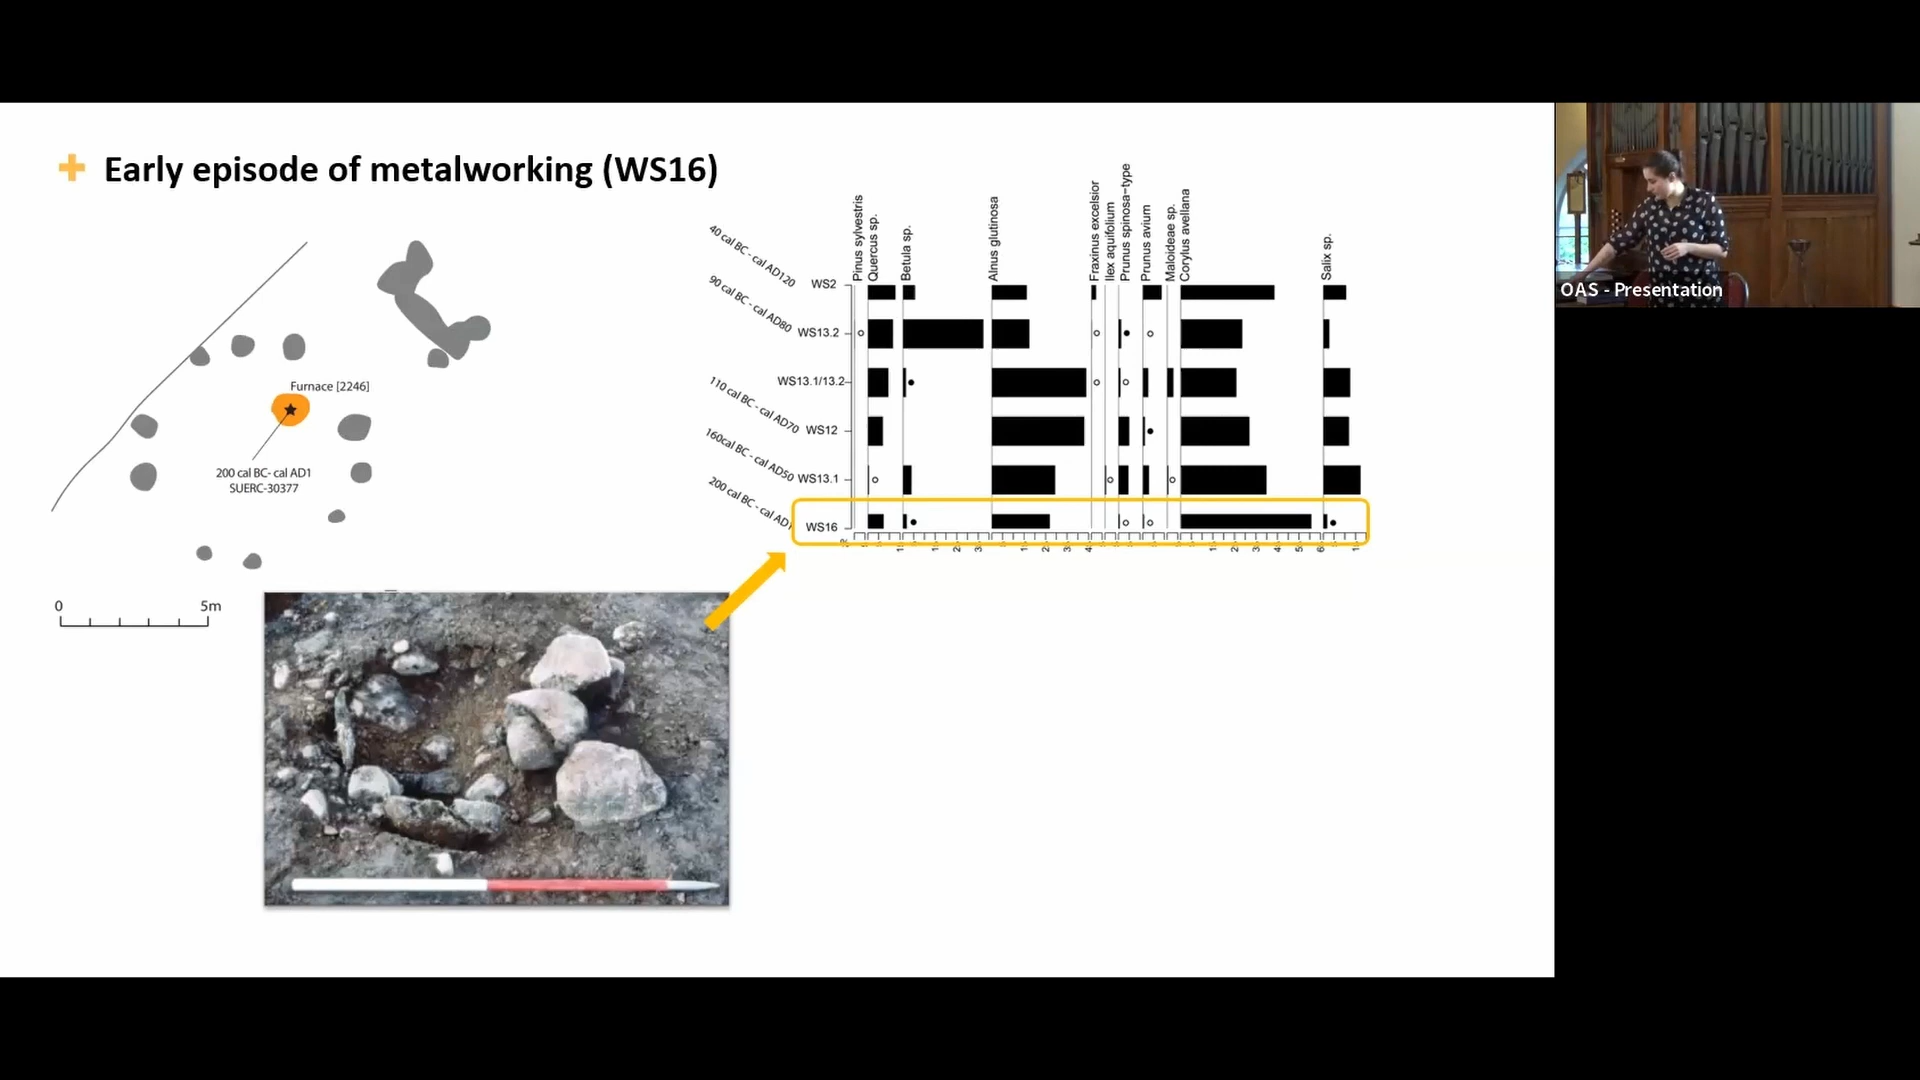 Early episode of metalworking (WS16)
Furnace [2246]
200 cal BC- cal AD1
SUERC-30377
0 5m
Pinus sylvestris
Quercus sp.
Betula sp.
Alnus glutinosa
Fraxinus excelsior
Ilex aquifolium
Prunus spinosa-type
Prunus avium
Maloideae sp.
Corylus avellana
Salix sp.
40 cal BC - cal AD120
WS2
90 cal BC - cal AD80
WS13.2
WS13.1/13.2
110 cal BC - cal AD70
WS12
160cal BC - cal AD50
WS13.1
200 cal BC - cal AD1
WS16
OAS - Presentation